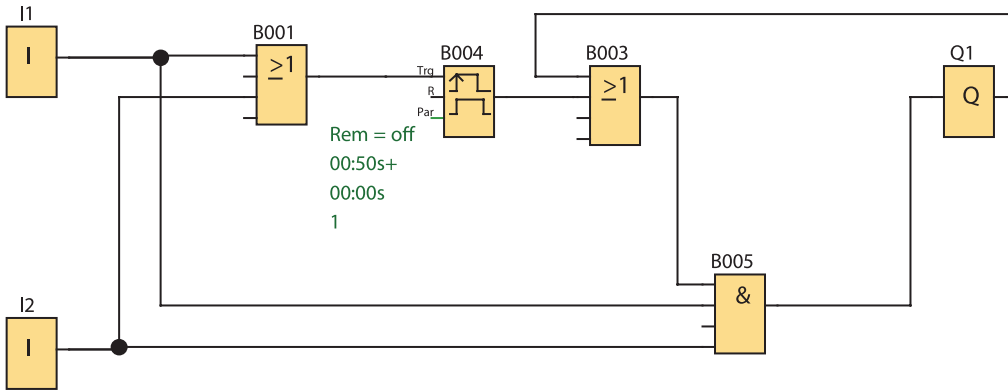 I1
I
B001
≥1
B004
Trg
R
Par
Rem = off
00:50s+
00:00s
1
B003
≥1
Q1
Q
B005
&
I2
I